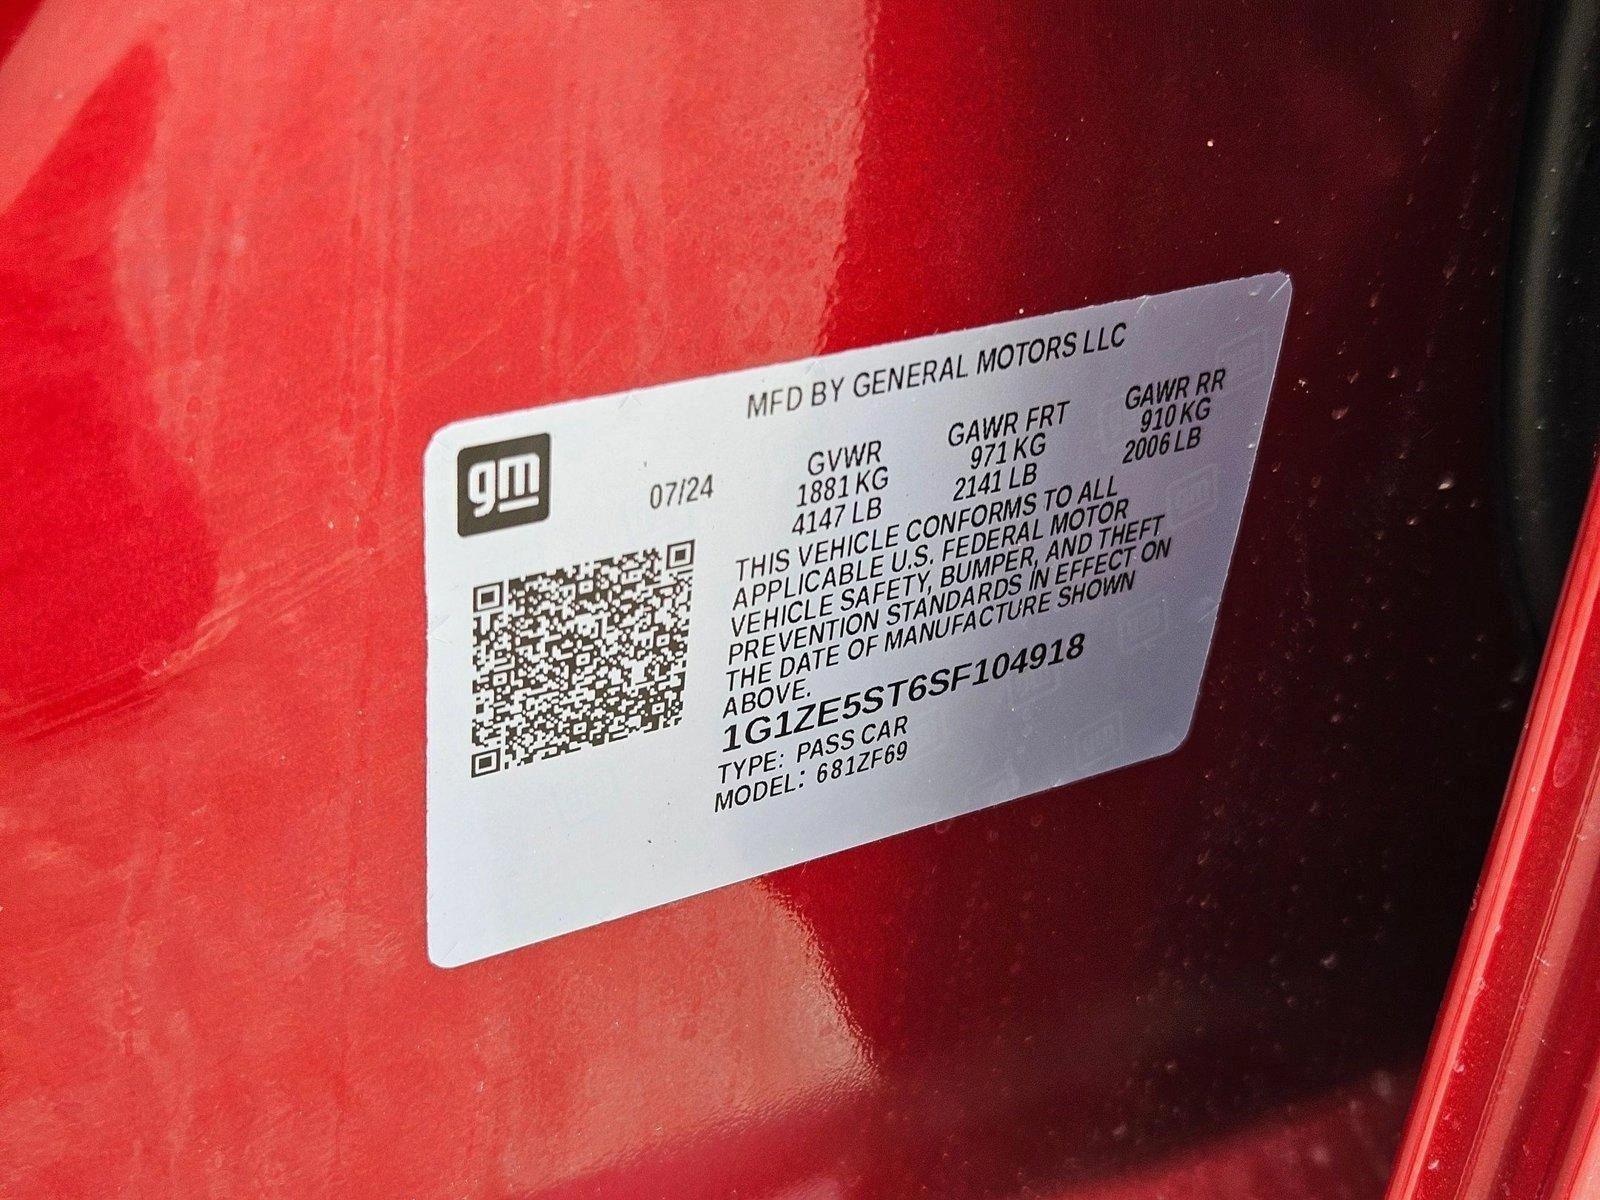 MFD BY GENERAL MOTORS LLC
gm
07/24
GVWR GAWR FRT GAWR RR
1881 KG 971 KG 910 KG
4147 LB 2141 LB 2006 LB
THIS VEHICLE CONFORMS TO ALL
APPLICABLE U.S. FEDERAL MOTOR
VEHICLE SAFETY, BUMPER, AND THEFT
PREVENTION STANDARDS IN EFFECT ON
THE DATE OF MANUFACTURE SHOWN
ABOVE.
1G1ZE5ST6SF104918
TYPE: PASS CAR
MODEL: 681ZF69